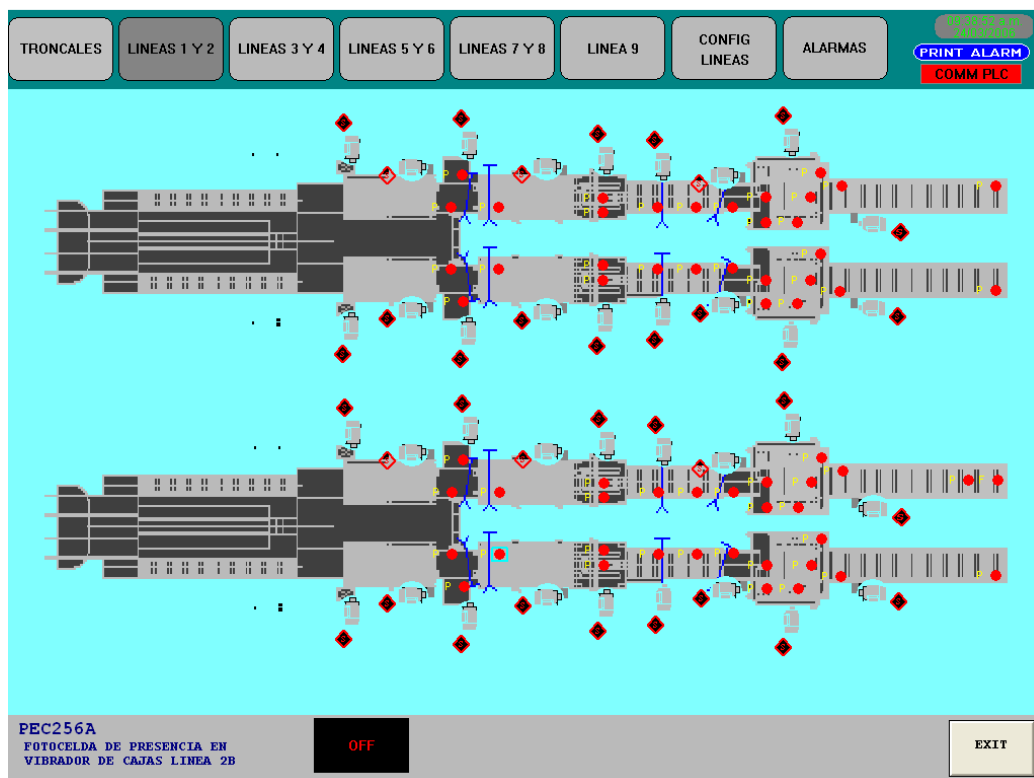 TRONCALES
LINEAS 1 Y 2
LINEAS 3 Y 4
LINEAS 5 Y 6
LINEAS 7 Y 8
LINEA 9
CONFIG
LINEAS
ALARMAS
PRINT ALARM
COMM PLC
PEC256A
FOTOCELDA DE PRESENCIA EN
VIBRADOR DE CAJAS LINEA 2B
OFF
EXIT